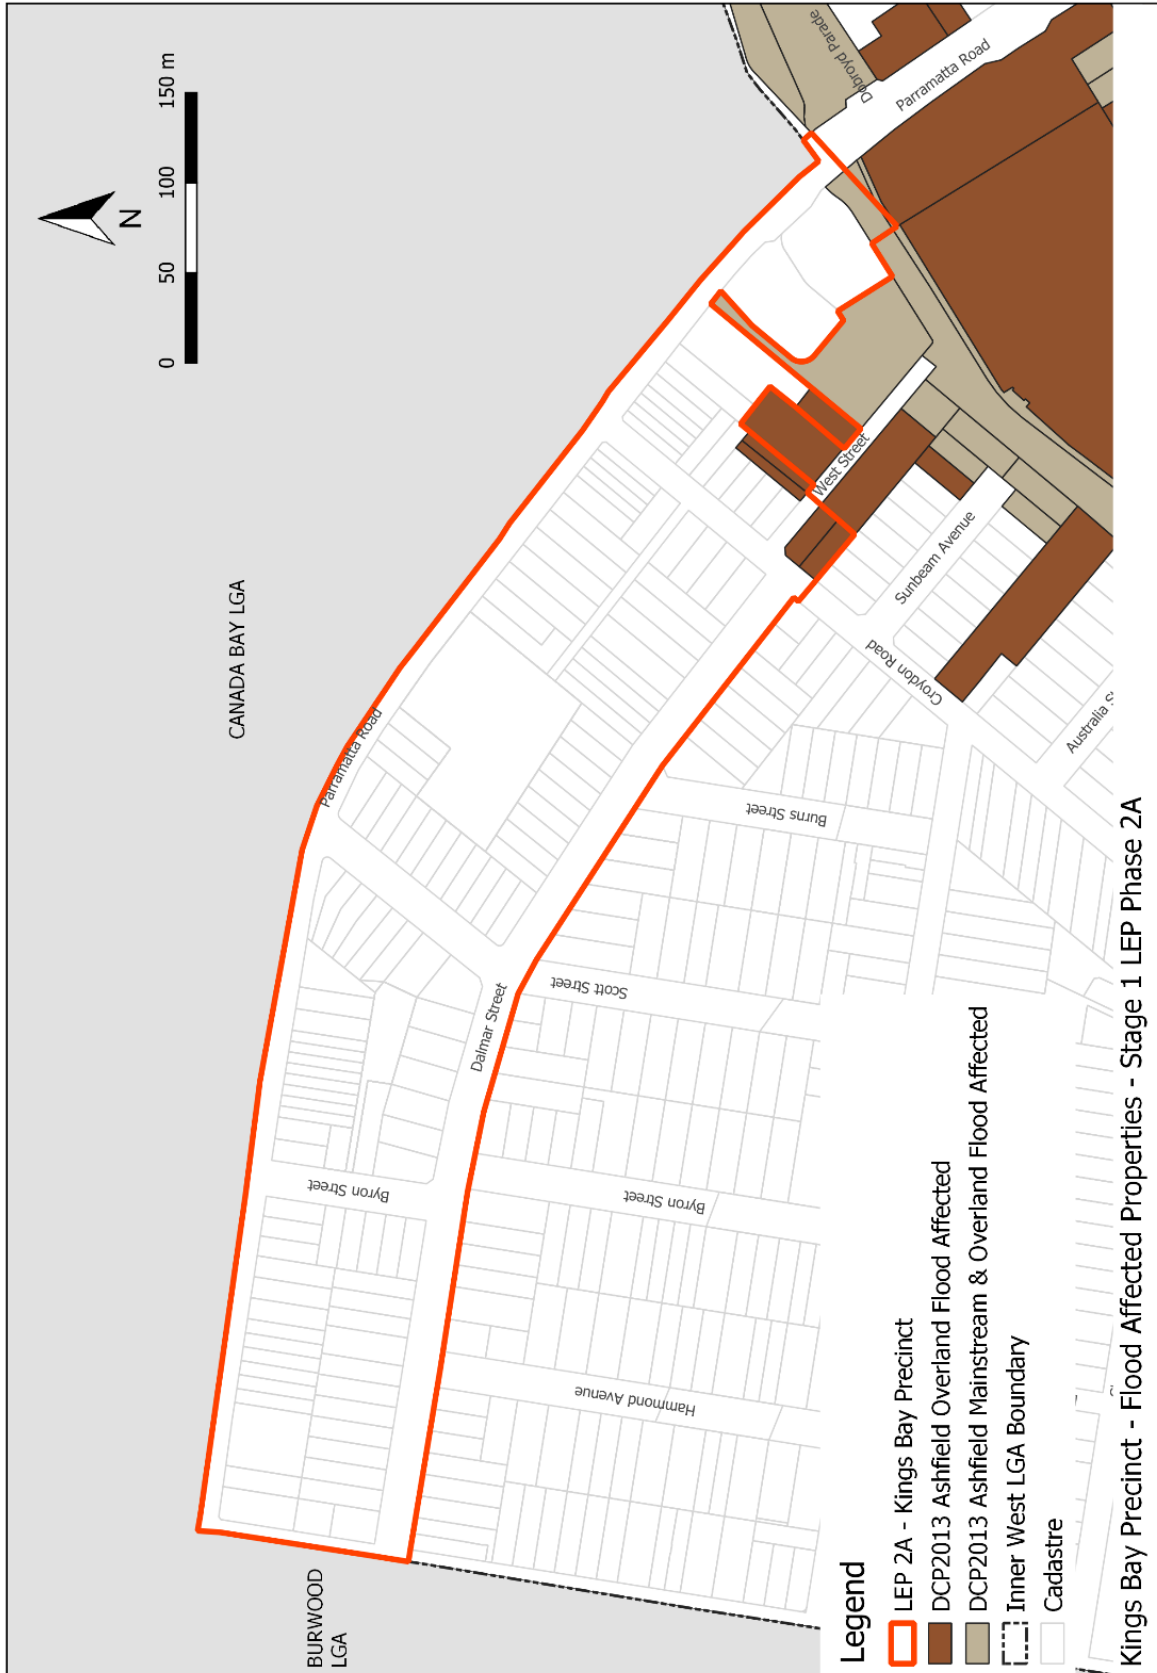 N
0 50 100 150 m
CANADA BAY LGA
BURWOOD
LGA
Parramatta Road
Dobroyd Parade
Parramatta Road
West Street
Sunbeam Avenue
Croydon Road
Australia
Burns Street
Scott Street
Dalmar Street
Byron Street
Byron Street
Hammond Avenue
Legend
LEP 2A - Kings Bay Precinct
DCP2013 Ashfield Overland Flood Affected
DCP2013 Ashfield Mainstream & Overland Flood Affected
Inner West LGA Boundary
Cadastre
Kings Bay Precinct - Flood Affected Properties - Stage 1 LEP Phase 2A